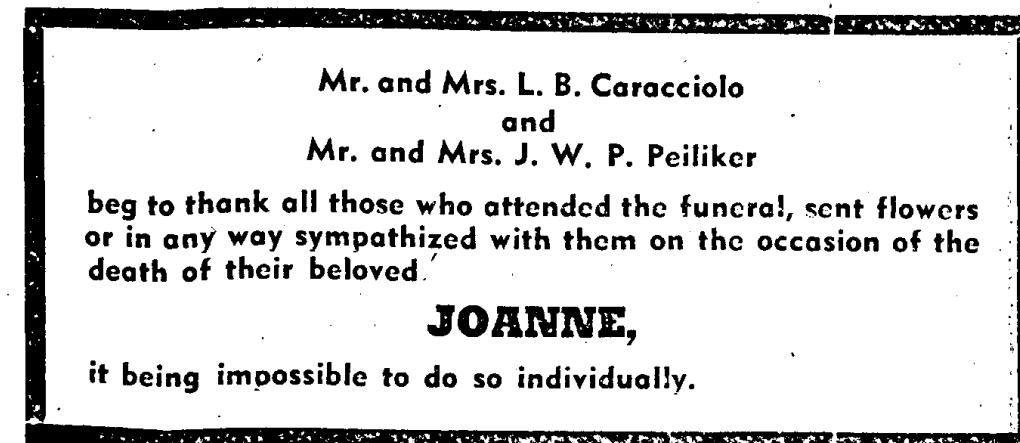 Mr. and Mrs. L. B. Caracciolo
and
Mr. and Mrs. J. W. P. Peiliker
beg to thank all those who attended the funeral, sent flowers
or in any way sympathized with them on the occasion of the
death of their beloved
JOANNE,
it being impossible to do so individually.